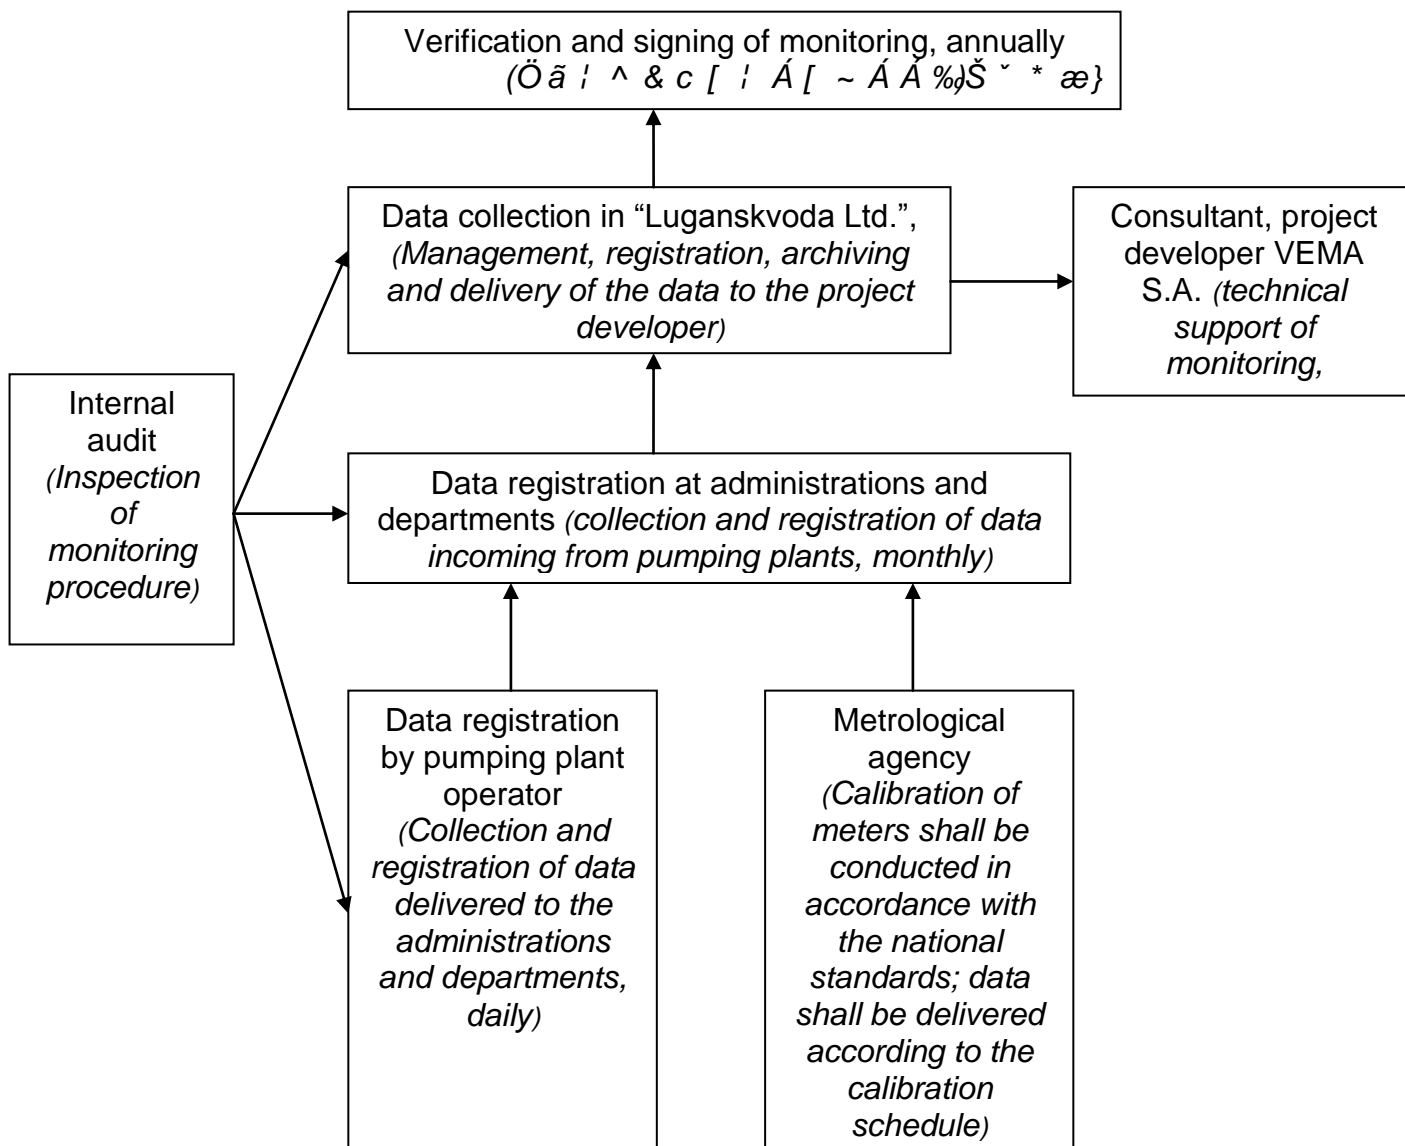 Verification and signing of monitoring, annually
Data collection in “Luganskvoda Ltd.”,
(Management, registration, archiving
and delivery of the data to the project
developer)
Consultant, project
developer VEMA
S.A. (technical
support of
monitoring,
Internal
audit
(Inspection
of
monitoring
procedure)
Data registration at administrations and
departments (collection and registration of data
incoming from pumping plants, monthly)
Data registration
by pumping plant
operator
(Collection and
registration of data
delivered to the
administrations
and departments,
daily)
Metrological
agency
(Calibration of
meters shall be
conducted in
accordance with
the national
standards; data
shall be delivered
according to the
calibration
schedule)